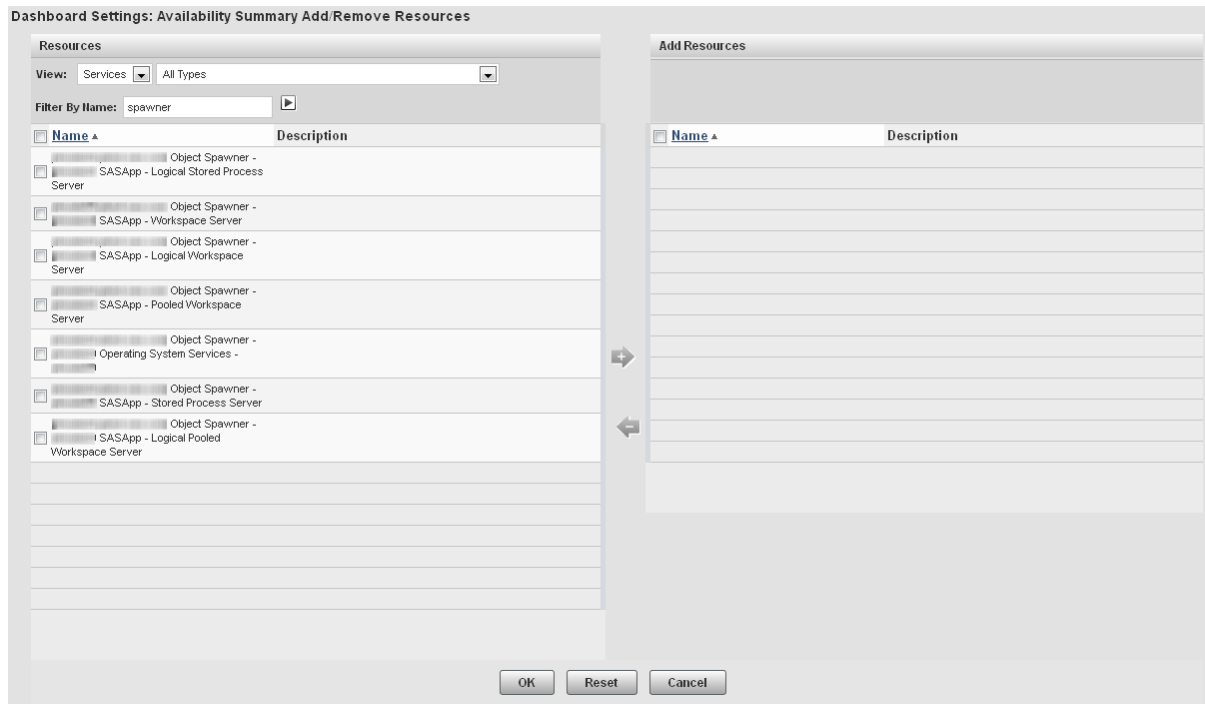 Dashboard Settings: Availability Summary Add/Remove Resources
Resources
View: Services All Types
Filter By Name: spawner
Name Description
Object Spawner -
SASApp - Logical Stored Process
Server
Object Spawner -
SASApp - Workspace Server
Object Spawner -
SASApp - Logical Workspace
Server
Object Spawner -
SASApp - Pooled Workspace
Server
Object Spawner -
Operating System Services -
Object Spawner -
SASApp - Stored Process Server
Object Spawner -
SASApp - Logical Pooled
Workspace Server
Add Resources
Name Description
OK Reset Cancel